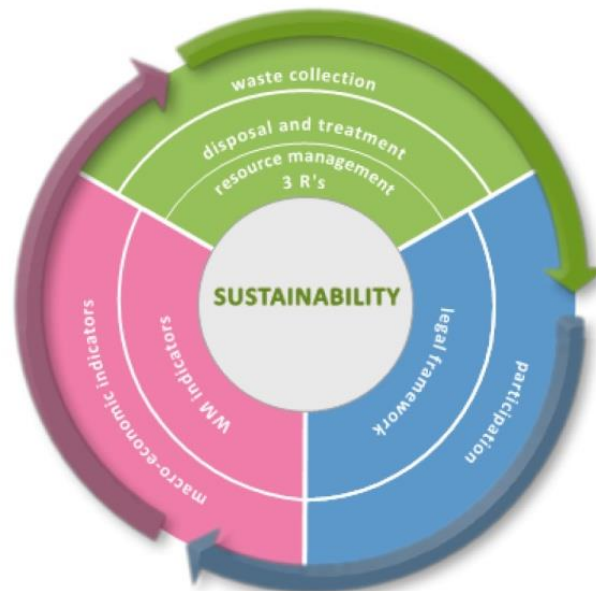 waste collection
disposal and treatment
resource management
3 R's
SUSTAINABILITY
legal framework
participation
WM Indicators
macro-economic indicators